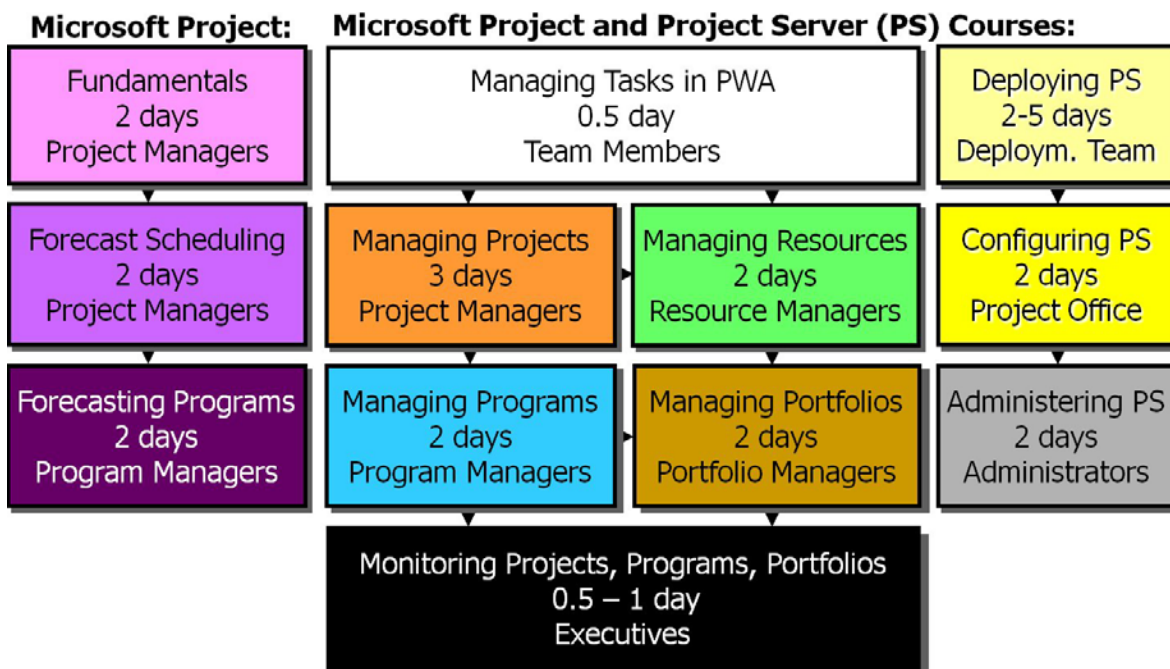 Microsoft Project:
Microsoft Project and Project Server (PS) Courses:
Fundamentals
2 days
Project Managers
Managing Tasks in PWA
0.5 day
Team Members
Deploying PS
2-5 days
Deploym. Team
Forecast Scheduling
2 days
Project Managers
Managing Projects
3 days
Project Managers
Managing Resources
2 days
Resource Managers
Configuring PS
2 days
Project Office
Forecasting Programs
2 days
Program Managers
Managing Programs
2 days
Program Managers
Managing Portfolios
2 days
Portfolio Managers
Administering PS
2 days
Administrators
Monitoring Projects, Programs, Portfolios
0.5 – 1 day
Executives